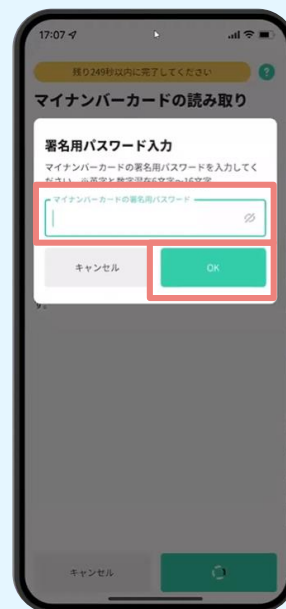 17:07
残り249秒以内に完了してください
?
マイナンバーカードの読み取り
署名用パスワード入力
マイナンバーカードの署名用パスワードを入力してく
ださい。※英字と数字混在6文字～16文字
マイナンバーカードの署名用パスワード
キャンセル
OK
す。
キャンセル